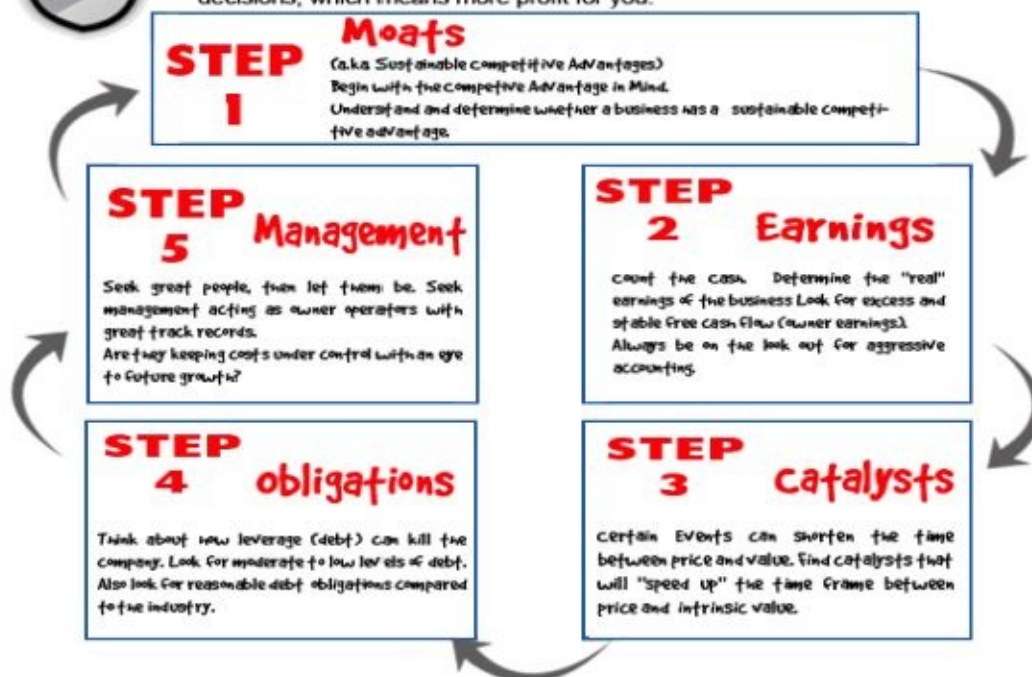 decisions, which means more profit for you.
STEP
1
Moats
(a.k.a. Sustainable Competitive Advantages)
Begin with the Competive Advantage in Mind.
Understand and determine whether a business has a sustainable competi-
tive advantage.
STEP
2
Earnings
Count the cash. Determine the "real"
earnings of the business Look for excess and
stable free cash flow (owner earnings).
Always be on the look out for aggressive
accounting.
STEP
3
Catalysts
Certain Events can shorten the time
between price and value. Find catalysts that
will "speed up" the time frame between
price and intrinsic value.
STEP
4
Obligations
Think about how leverage (debt) can kill the
company. Look for moderate to low lev els of debt.
Also look for reasonable debt obligations compared
to the industry.
STEP
5
Management
Seek great people, then let them be. Seek
management acting as owner operators with
great track records.
Are they keeping costs under control with an eye
to future growth?